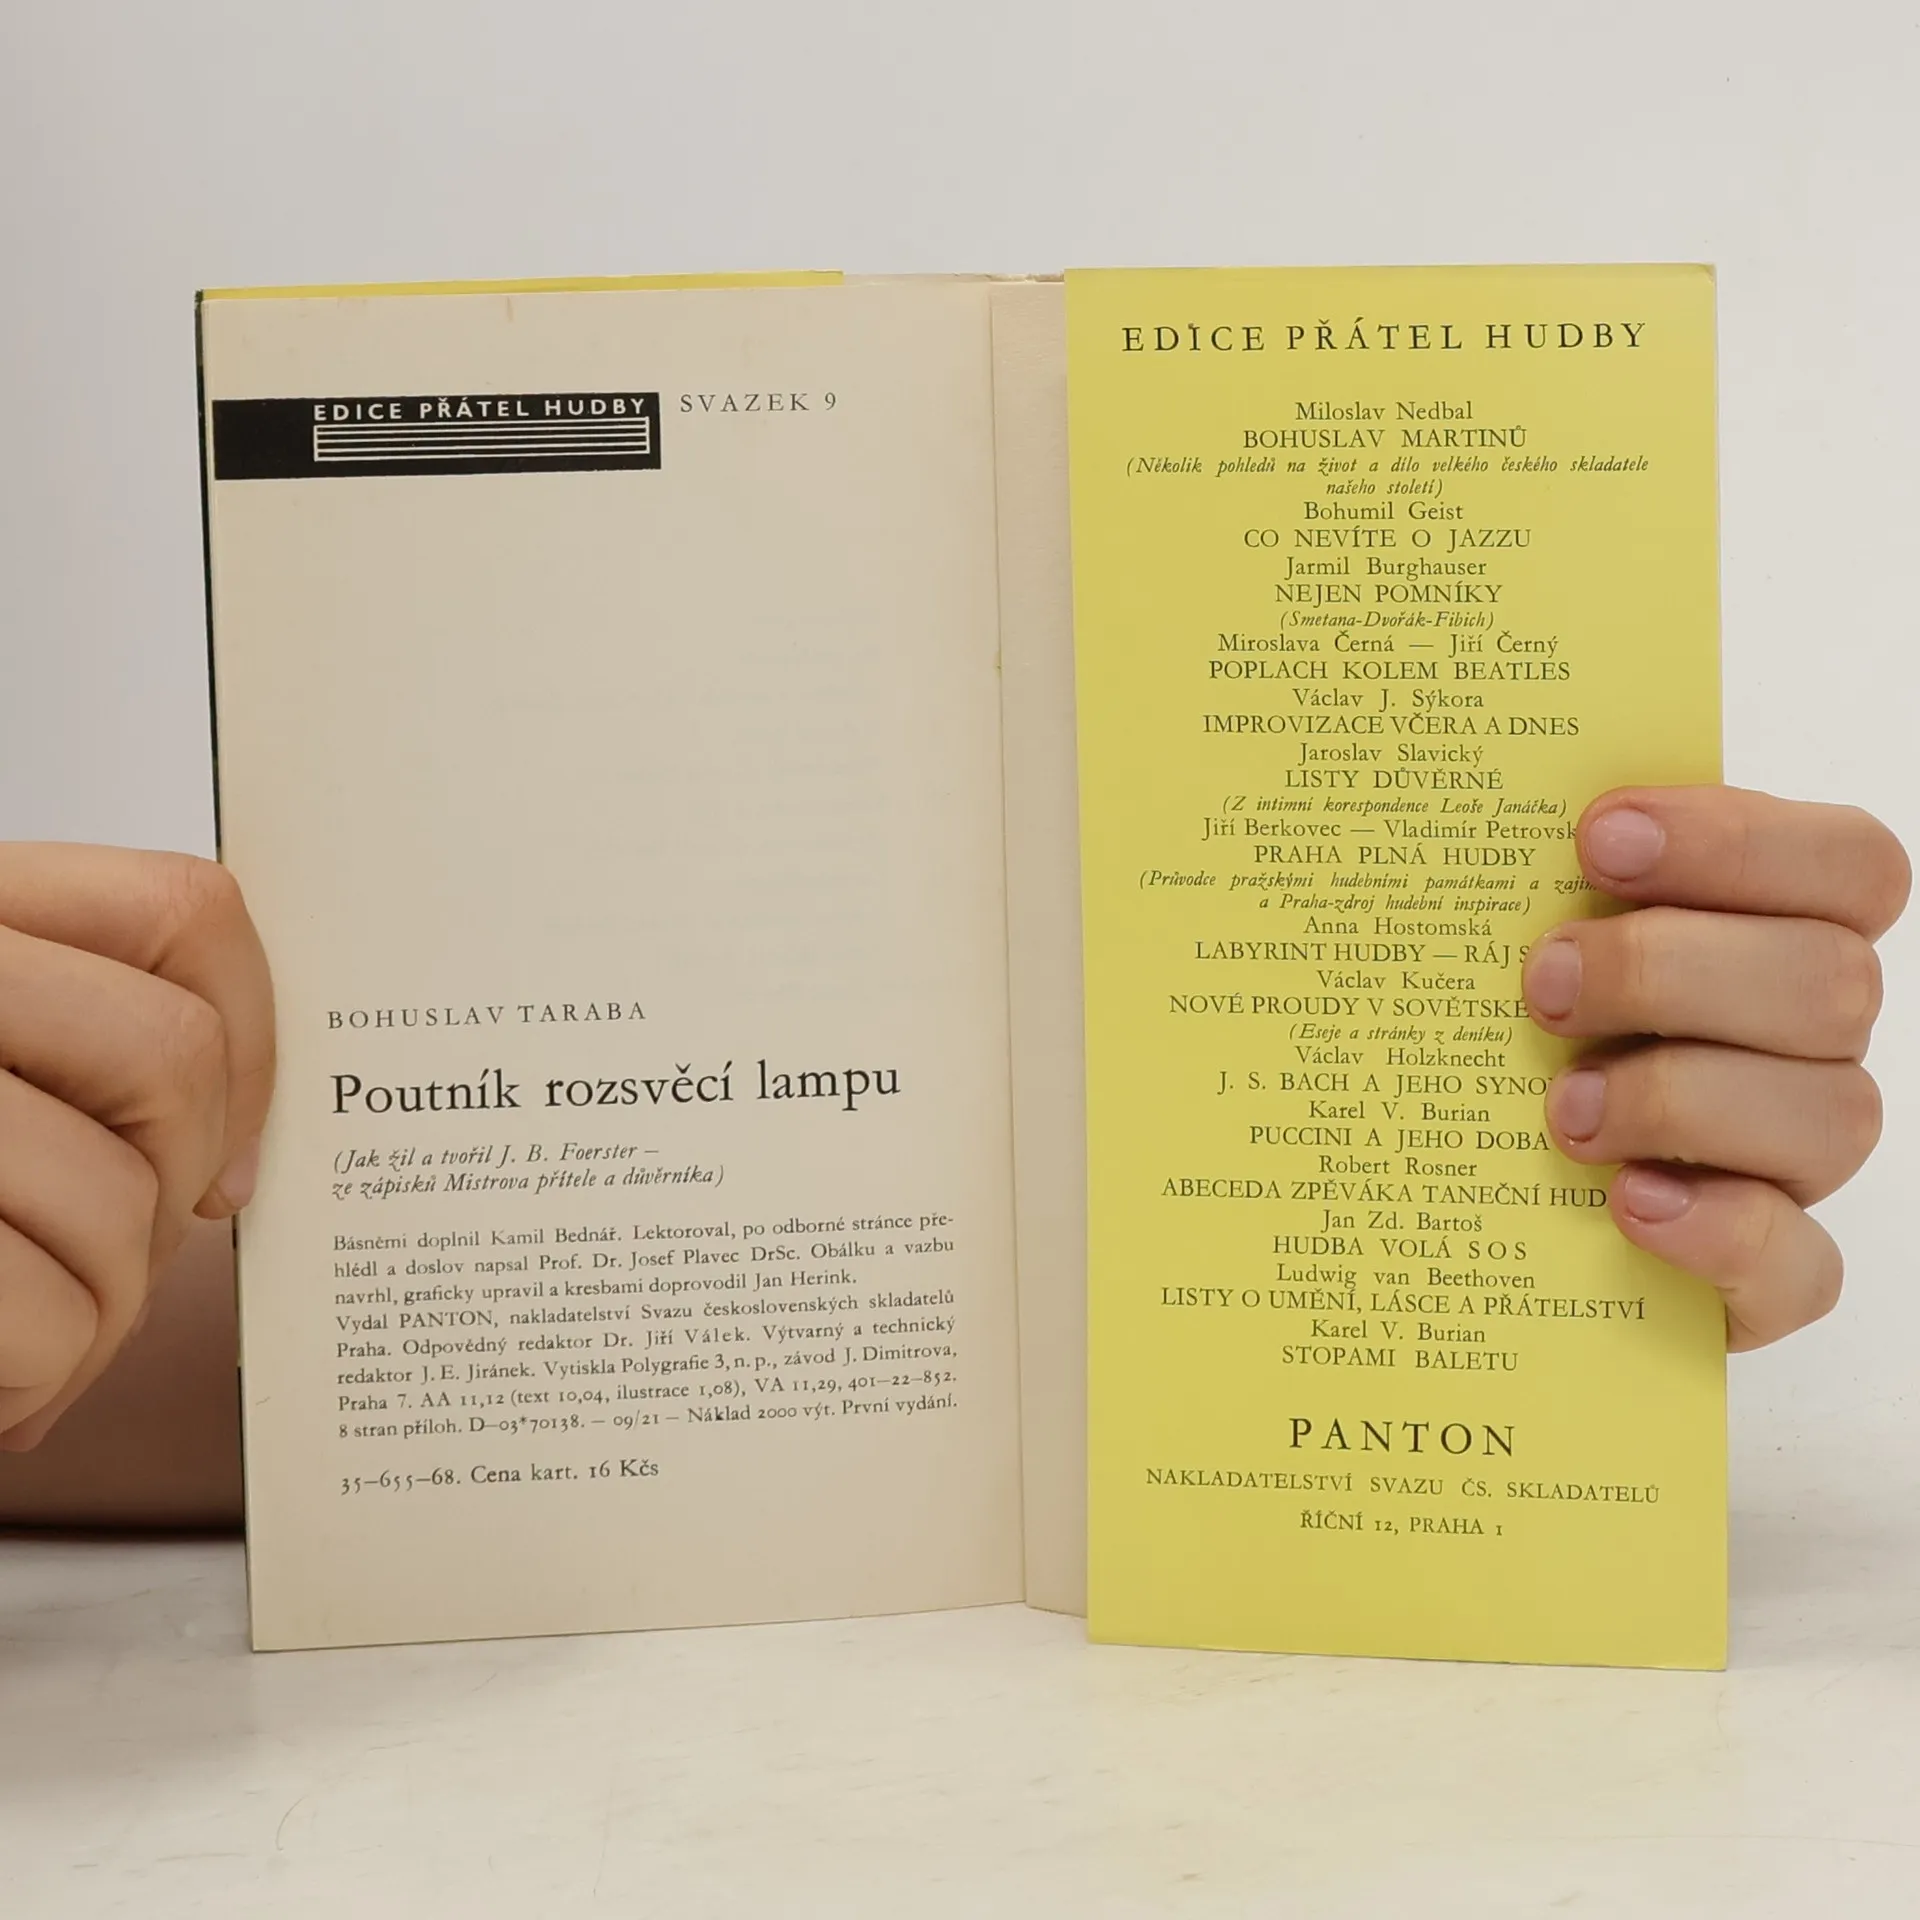 EDICE PŘÁTEL HUDBY
SVAZEK 9
BOHUSLAV TARABA
Poutník rozsvěcí lampu
(Jak žil a tvořil J. B. Foerster –
ze zápisků Mistrova přítele a důvěrníka)
Básněmi doplnil Kamil Bednář. Lektoroval, po odborné stránce pře-
hlédl a doslov napsal Prof. Dr. Josef Plavec DrSc. Obálku a vazbu
navrhl, graficky upravil a kresbami doprovodil Jan Herink.
Vydal PANTON, nakladatelství Svazu československých skladatelů
Praha. Odpovědný redaktor Dr. Jiří Válek. Výtvarný a technický
redaktor J. E. Jiránek. Vytiskla Polygrafie 3, n. p., závod J. Dimitrova,
Praha 7. AA 11,12 (text 10,04, ilustrace 1,08), VA 11,29, 401–22–852.
8 stran příloh. D–03*70138. – 09/21 – Náklad 2000 výt. První vydání.
35–655–68. Cena kart. 16 Kčs
EDICE PŘÁTEL HUDBY
Miloslav Nedbal
BOHUSLAV MARTINŮ
(Několik pohledů na život a dílo velkého českého skladatele
našeho století)
Bohumil Geist
CO NEVÍTE O JAZZU
Jarmil Burghauser
NEJEN POMNÍKY
(Smetana-Dvořák-Fibich)
Miroslava Černá — Jiří Černý
POPLACH KOLEM BEATLES
Václav J. Sýkora
IMPROVIZACE VČERA A DNES
Jaroslav Slavický
LISTY DŮVĚRNÉ
(Z intimní korespondence Leoše Janáčka)
Jiří Berkovec — Vladimír Petrovsk
PRAHA PLNÁ HUDBY
(Průvodce pražskými hudebními památkami a
a Praha-zdroj hudební inspirace)
Anna Hostomská
LABYRINT HUDBY — RÁJ
Václav Kučera
NOVÉ PROUDY V SOVĚTSKÉ
(Eseje a stránky z deníku)
Václav Holzknecht
J. S. BACH A JEHO SYNO
Karel V. Burian
PUCCINI A JEHO DOBA
Robert Rosner
ABECEDA ZPĚVÁKA TANEČNÍ HUD
Jan Zd. Bartoš
HUDBA VOLÁ S O S
Ludwig van Beethoven
LISTY O UMĚNÍ, LÁSCE A PŘÁTELSTVÍ
Karel V. Burian
STOPAMI BALETU
PANTON
NAKLADATELSTVÍ SVAZU ČS. SKLADATELŮ
ŘÍČNÍ 12, PRAHA 1